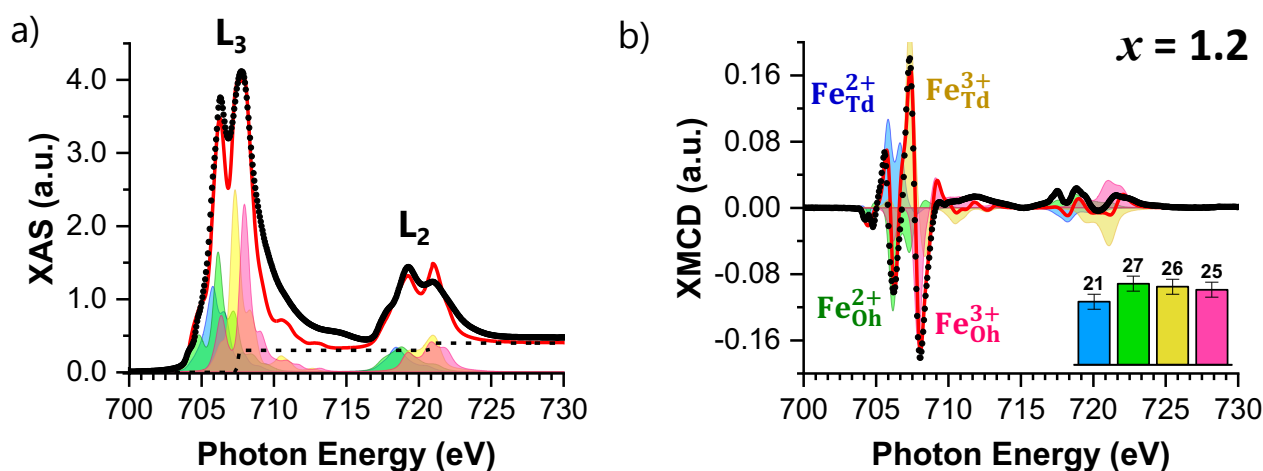 a)
L₃
L₂
4.0
3.0
2.0
1.0
0.0
XAS (a.u.)
700 705 710 715 720 725 730
Photon Energy (eV)
b)
x = 1.2
Fe²⁺Td
Fe³⁺Td
Fe²⁺Oh
Fe³⁺Oh
0.16
0.08
0.00
-0.08
-0.16
XMCD (a.u.)
21 27 26 25
700 705 710 715 720 725 730
Photon Energy (eV)